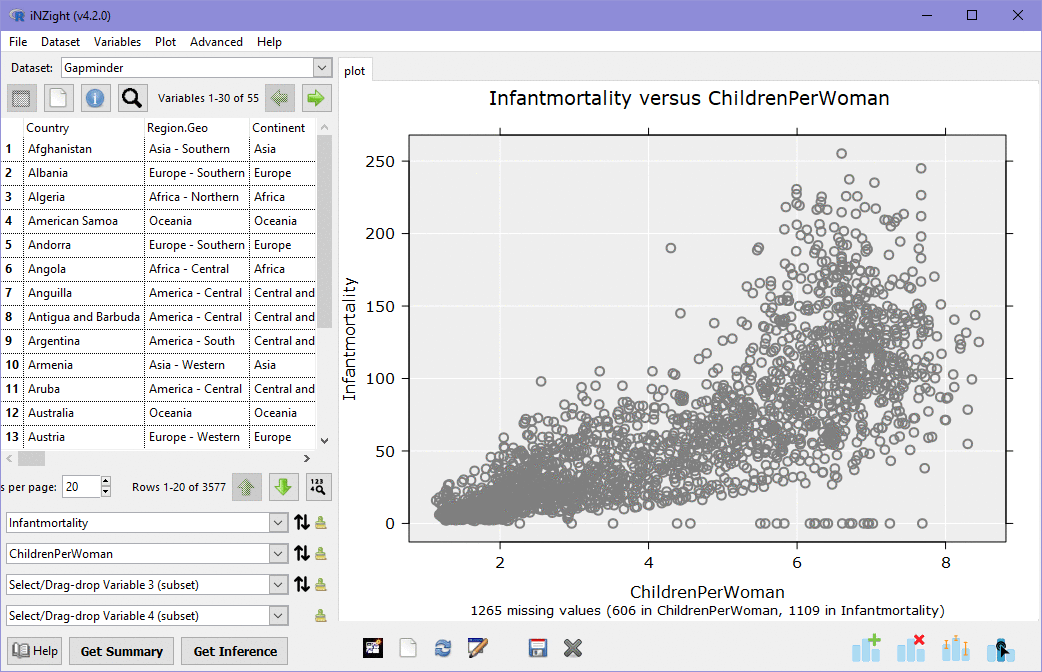 iNZight (v4.2.0)
File Dataset Variables Plot Advanced Help
Dataset: Gapminder
plot
Variables 1-30 of 55
Country Region.Geo Continent
1 Afghanistan Asia - Southern Asia
2 Albania Europe - Southern Europe
3 Algeria Africa - Northern Africa
4 American Samoa Oceania Oceania
5 Andorra Europe - Southern Europe
6 Angola Africa - Central Africa
7 Anguilla America - Central Central and
8 Antigua and Barbuda America - Central Central and
9 Argentina America - South Central and
10 Armenia Asia - Western Asia
11 Aruba America - Central Central and
12 Australia Oceania Oceania
13 Austria Europe - Western Europe
s per page: 20 Rows 1-20 of 3577
123
Infantmortality
ChildrenPerWoman
Select/Drag-drop Variable 3 (subset)
Select/Drag-drop Variable 4 (subset)
Help Get Summary Get Inference
Infantmortality versus ChildrenPerWoman
Infantmortality
250
200
150
100
50
0
2 4 6 8
ChildrenPerWoman
1265 missing values (606 in ChildrenPerWoman, 1109 in Infantmortality)